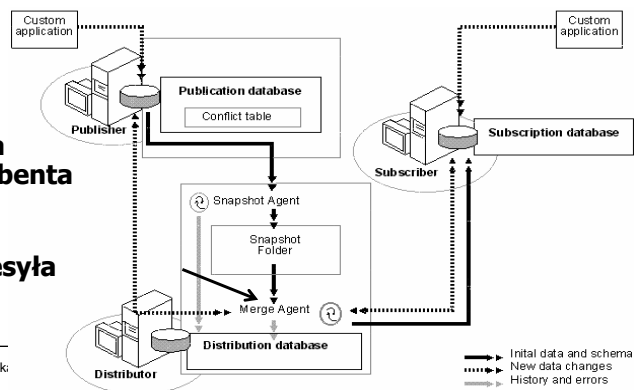 Custom
application
Custom
application
Publication database
Conflict table
Publisher
Subscription database
Subscriber
benta
Snapshot Agent
Snapshot
Folder
syła
Merge Agent
Distribution database
Distributor
Inital data and schema
New data changes
History and errors